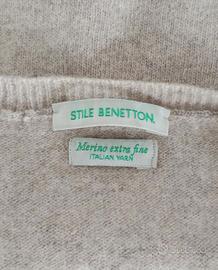 STILE BENETTON.
Merino extra fine
ITALIAN YARN